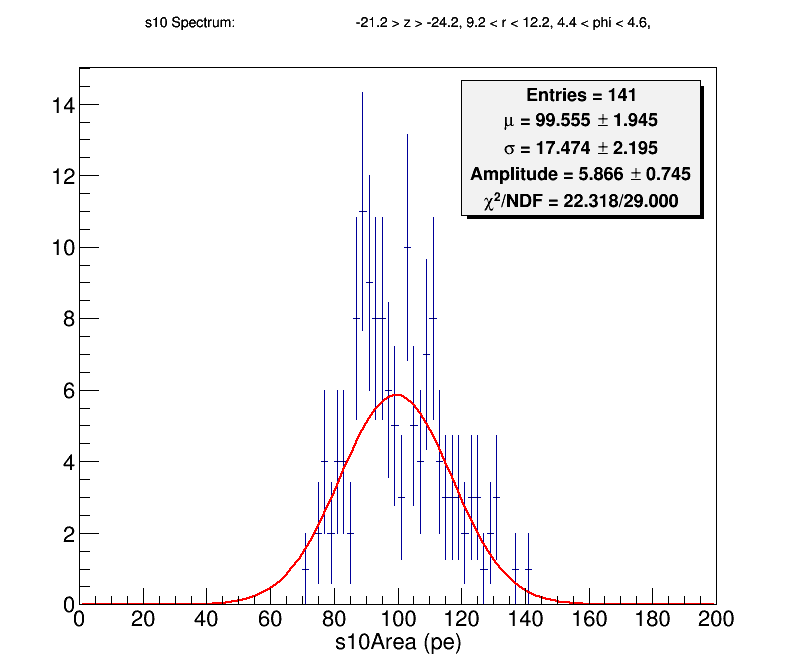 s10 Spectrum: -21.2 > z > -24.2, 9.2 < r < 12.2, 4.4 < phi < 4.6,
Entries = 141
μ = 99.555 ± 1.945
σ = 17.474 ± 2.195
Amplitude = 5.866 ± 0.745
χ²/NDF = 22.318/29.000
14
12
10
8
6
4
2
0
0 20 40 60 80 100 120 140 160 180 200
s10Area (pe)